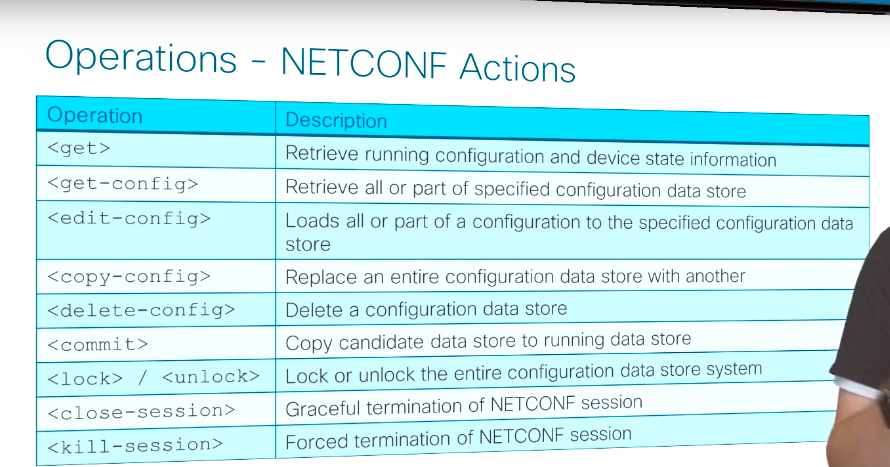 Operations - NETCONF Actions
Operation Description
<get> Retrieve running configuration and device state information
<get-config> Retrieve all or part of specified configuration data store
<edit-config> Loads all or part of a configuration to the specified configuration data
store
<copy-config> Replace an entire configuration data store with another
<delete-config> Delete a configuration data store
<commit> Copy candidate data store to running data store
<lock> / <unlock> Lock or unlock the entire configuration data store system
<close-session> Graceful termination of NETCONF session
<kill-session> Forced termination of NETCONF session